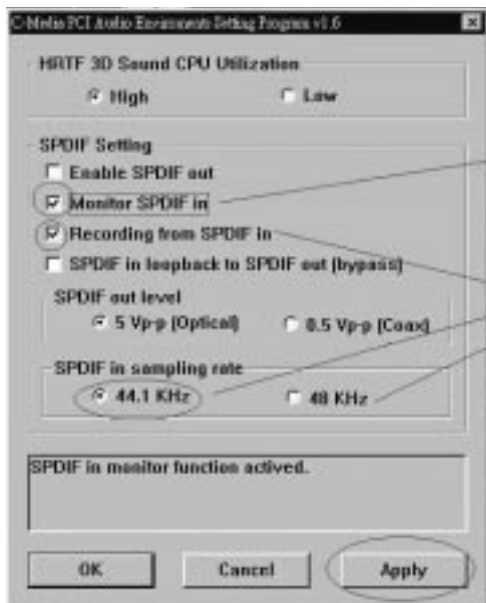 C-Media PCI Audio Environments Setting Program v1.6
HRTF 3D Sound CPU Utilization
High Low
SPDIF Setting
Enable SPDIF out
Monitor SPDIF in
Recording from SPDIF in
SPDIF in loopback to SPDIF out (bypass)
SPDIF out level
5 Vp-p (Optical) 0.5 Vp-p (Coax)
SPDIF in sampling rate
44.1 KHz 48 KHz
SPDIF in monitor function actived.
OK Cancel Apply